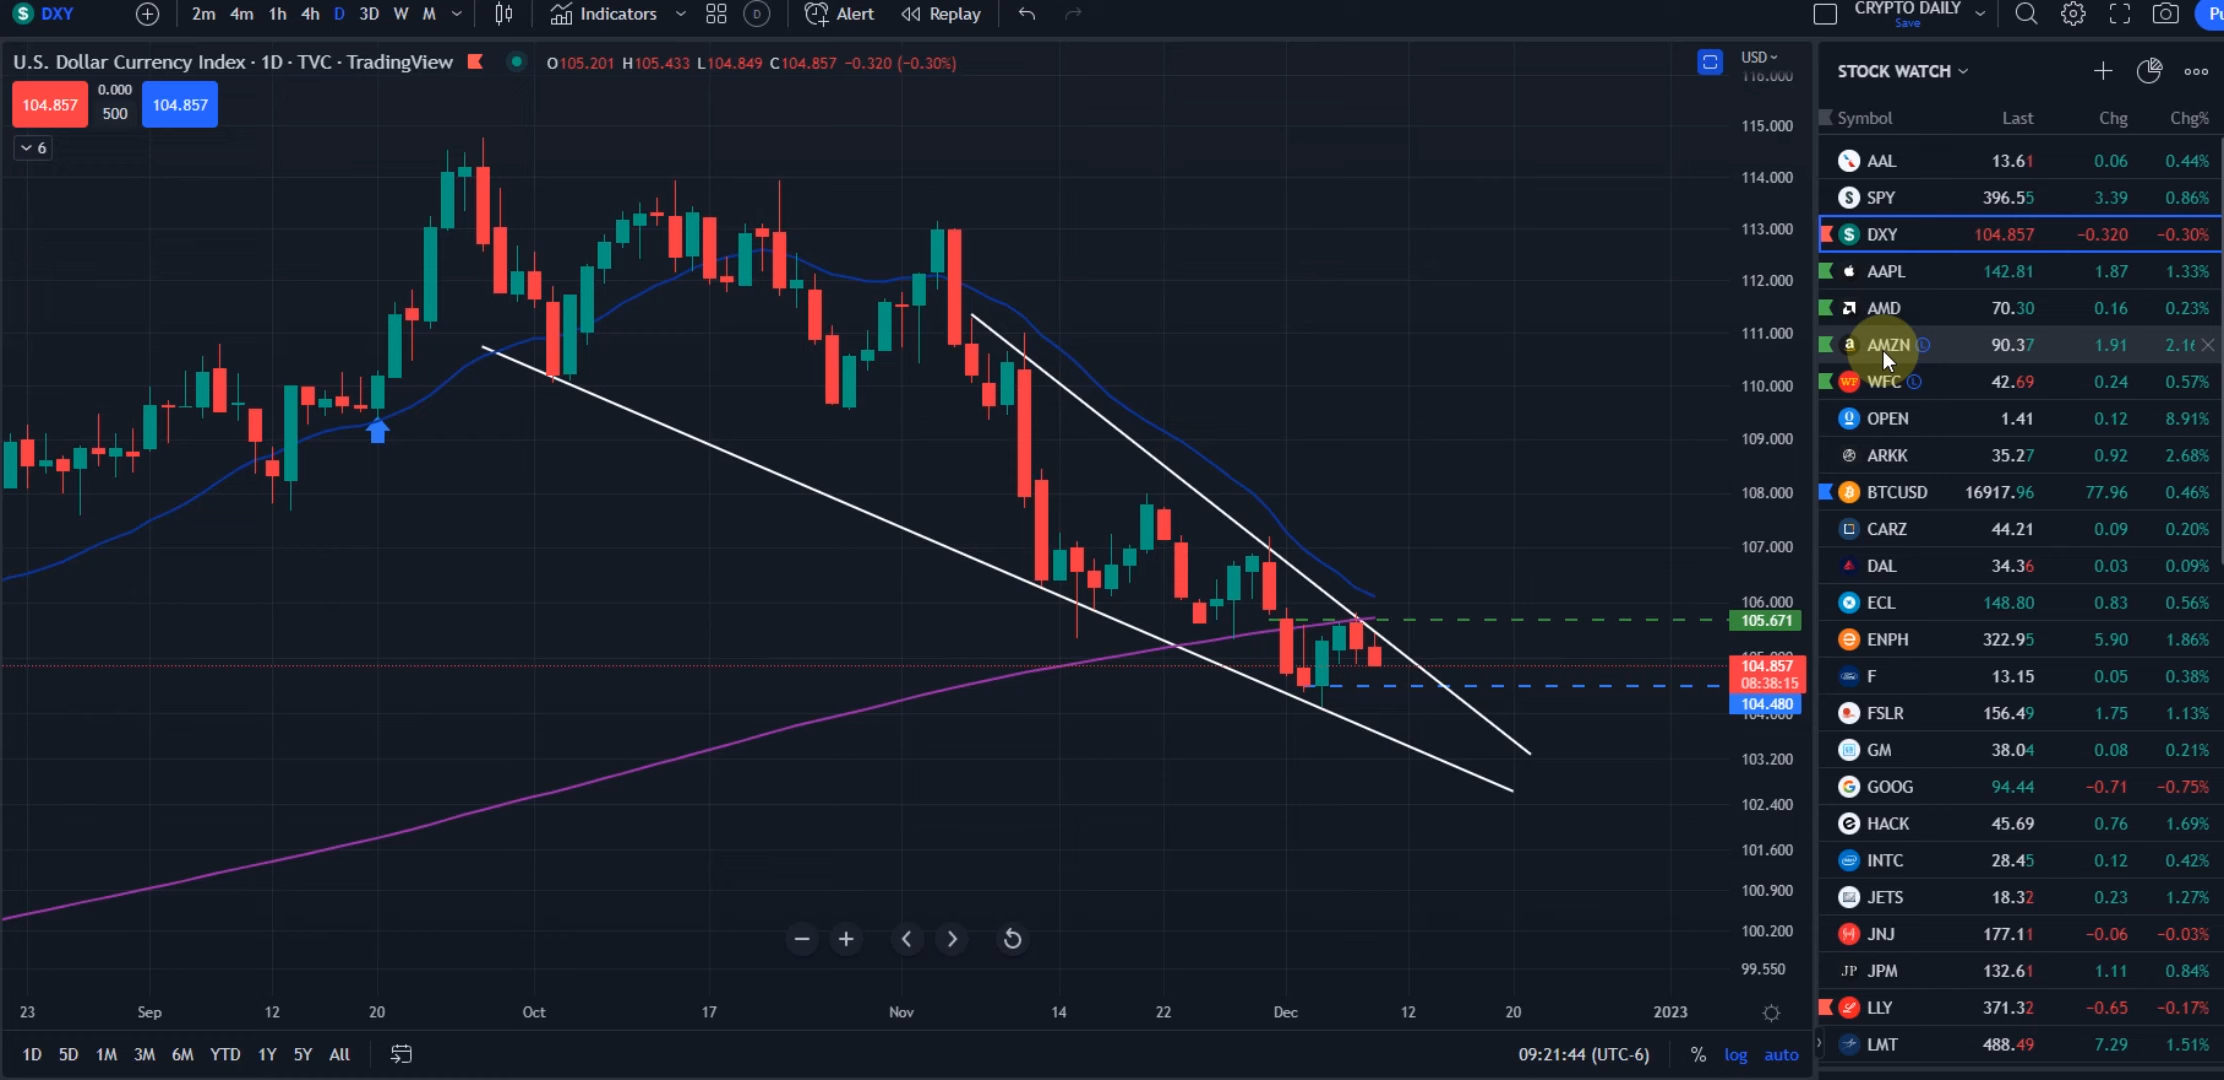 DXY 2m 4m 1h 4h D 3D W M Indicators D Alert Replay CRYPTO DAILY
Save
U.S. Dollar Currency Index · 1D · TVC · TradingView O105.201 H105.433 L104.849 C104.857 −0.320 (−0.30%)
104.857 0.000 104.857
500
6
USD
116.000
115.000
114.000
113.000
112.000
111.000
110.000
109.000
108.000
107.000
106.000
105.671
104.857
08:38:15
104.480
104.000
103.200
102.400
101.600
100.900
100.200
99.550
23 Sep 12 20 Oct 17 Nov 14 22 Dec 12 20 2023
1D 5D 1M 3M 6M YTD 1Y 5Y All 09:21:44 (UTC-6) % log auto
STOCK WATCH
Symbol Last Chg Chg%
AAL 13.61 0.06 0.44%
S SPY 396.55 3.39 0.86%
$ DXY 104.857 −0.320 −0.30%
AAPL 142.81 1.87 1.33%
AMD 70.30 0.16 0.23%
a AMZN L 90.37 1.91 2.16
WF WFC L 42.69 0.24 0.57%
OPEN 1.41 0.12 8.91%
ARKK 35.27 0.92 2.68%
BTCUSD 16917.96 77.96 0.46%
CARZ 44.21 0.09 0.20%
DAL 34.36 0.03 0.09%
ECL 148.80 0.83 0.56%
ENPH 322.95 5.90 1.86%
F 13.15 0.05 0.38%
FSLR 156.49 1.75 1.13%
GM 38.04 0.08 0.21%
G GOOG 94.44 −0.71 −0.75%
HACK 45.69 0.76 1.69%
INTC 28.45 0.12 0.42%
JETS 18.32 0.23 1.27%
JNJ 177.11 −0.06 −0.03%
JP JPM 132.61 1.11 0.84%
LLY 371.32 −0.65 −0.17%
LMT 488.49 7.29 1.51%